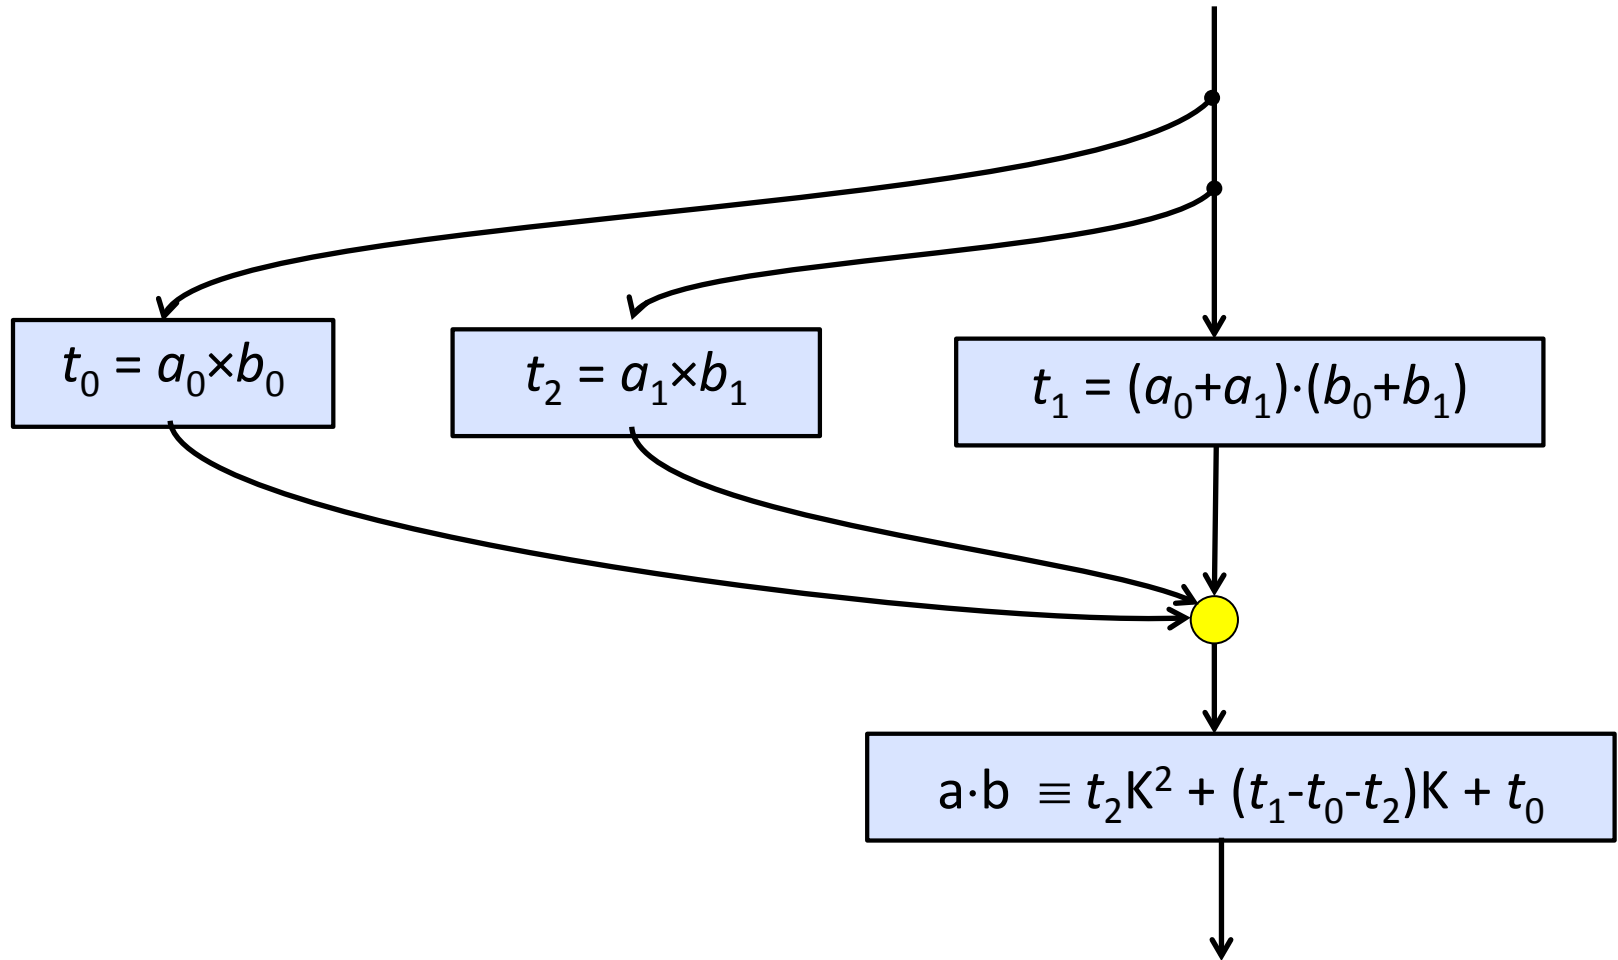 t₀ = a₀×b₀
t₂ = a₁×b₁
t₁ = (a₀+a₁)·(b₀+b₁)
a·b ≡ t₂K² + (t₁-t₀-t₂)K + t₀